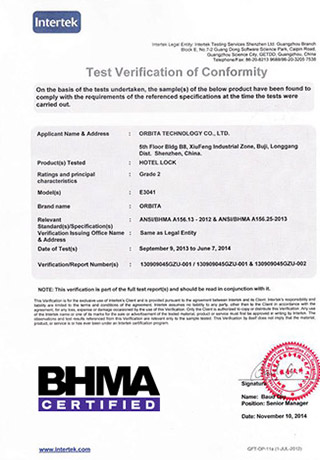 Intertek
Intertek Legal Entity: Intertek Testing Services Shenzhen Ltd. Guangzhou Branch
Block E, No 7-2 Guang Dong Software Science Park, Caipin Road,
Guangzhou Science City, GETDD Guangzhou, China
Telephone/Fax: 86-20-8213 9688/86-20-3205 7538
Test Verification of Conformity
On the basis of the tests undertaken, the sample(s) of the below product have been found to
comply with the requirements of the referenced specifications at the time the tests were
carried out.
Applicant Name & Address : ORBITA TECHNOLOGY CO., LTD.
5th Floor Bldg B8, XiuFeng Industrial Zone, Buji, Longgang
Dist. Shenzhen, China.
Product(s) Tested : HOTEL LOCK
Ratings and principal : Grade 2
characteristics
Model(s) : E3041
Brand name : ORBITA
Relevant : ANSI/BHMA A156.13 - 2012 & ANSI/BHMA A156.25-2013
Standard(s)/Specification(s)
Verification Issuing Office Name : Same as Legal Entity
& Address
Date of Test(s) : September 9, 2013 to June 7, 2014
Verification/Report Number(s) : 130909045GZU-001 / 130909045GZU-001 & 130909045GZU-002
NOTE: This verification is part of the full test report(s) and should be read in conjunction with it.
This Verification is for the exclusive use of Intertek's Client and is provided pursuant to the agreement between Intertek and its Client. Intertek's responsibility and
liability are limited to the terms and conditions of the agreement. Intertek assumes no liability to any party, other than to the Client in accordance with the
agreement, for any loss, expense or damage occasioned by the use of this Verification. Only the Client is authorized to copy or distribute this Verification. Any use
of the Intertek name or one of its marks for the sale or advertisement of the tested material, product or service must first be approved in writing by Intertek. The
observations and test results referenced from this Verification are relevant only to the sample tested. This Verification by itself does not imply that the material,
product, or service is or has ever been under an Intertek certification program.
BHMA
CERTIFIED
Signature
Name:
Position: Senior Manager
Date: November 10, 2014
www.intertek.com
GFT-OP-11a (1-JUL-2012)